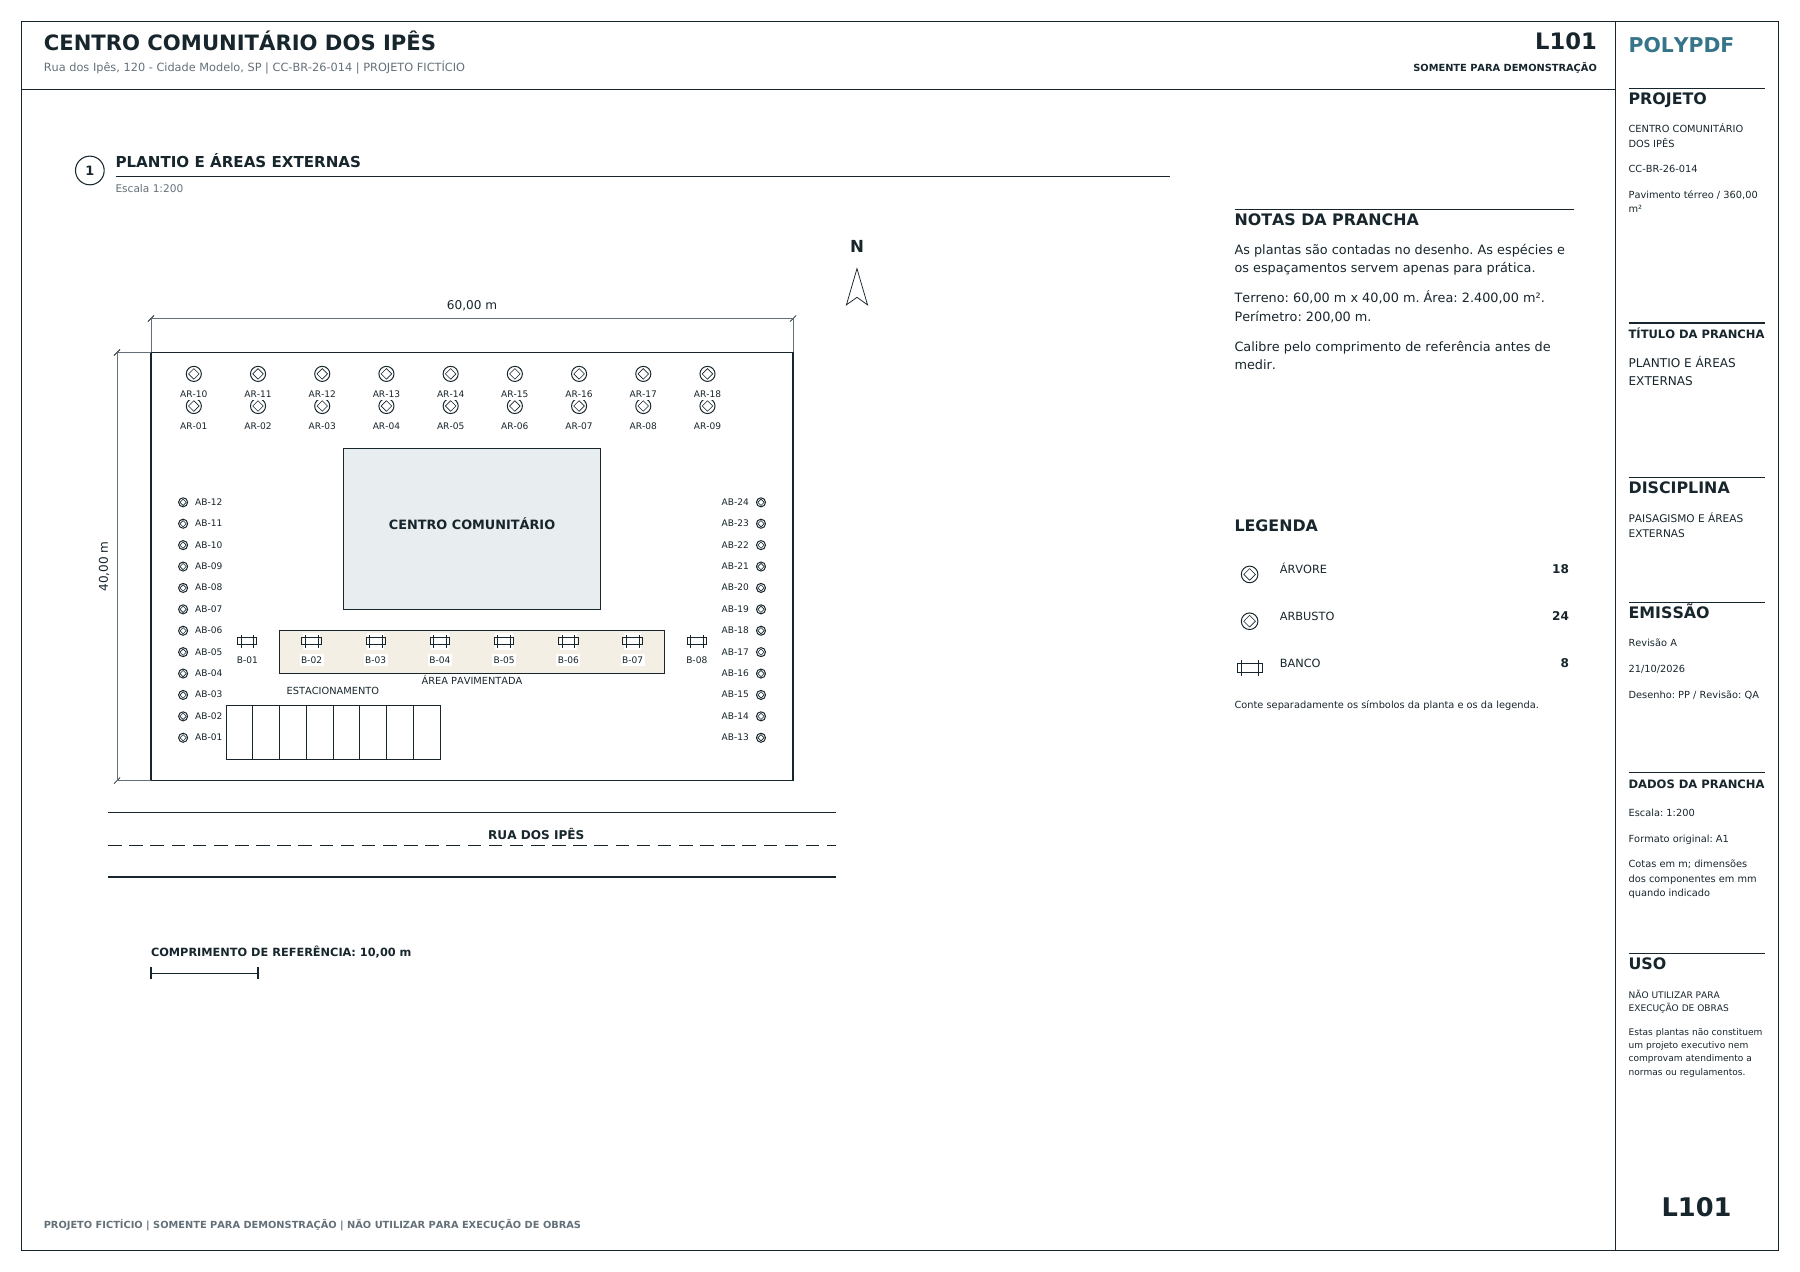 CENTRO COMUNITÁRIO DOS IPÊS
Rua dos Ipês, 120 - Cidade Modelo, SP | CC-BR-26-014 | PROJETO FICTÍCIO
L101
SOMENTE PARA DEMONSTRAÇÃO
1
PLANTIO E ÁREAS EXTERNAS
Escala 1:200
N
60,00 m
40,00 m
AR-10 AR-11 AR-12 AR-13 AR-14 AR-15 AR-16 AR-17 AR-18
AR-01 AR-02 AR-03 AR-04 AR-05 AR-06 AR-07 AR-08 AR-09
CENTRO COMUNITÁRIO
AB-12
AB-11
AB-10
AB-09
AB-08
AB-07
AB-06
AB-05
AB-04
AB-03
AB-02
AB-01
AB-24
AB-23
AB-22
AB-21
AB-20
AB-19
AB-18
AB-17
AB-16
AB-15
AB-14
AB-13
B-01 B-02 B-03 B-04 B-05 B-06 B-07 B-08
ÁREA PAVIMENTADA
ESTACIONAMENTO
RUA DOS IPÊS
COMPRIMENTO DE REFERÊNCIA: 10,00 m
NOTAS DA PRANCHA
As plantas são contadas no desenho. As espécies e
os espaçamentos servem apenas para prática.
Terreno: 60,00 m x 40,00 m. Área: 2.400,00 m².
Perímetro: 200,00 m.
Calibre pelo comprimento de referência antes de
medir.
LEGENDA
ÁRVORE 18
ARBUSTO 24
BANCO 8
Conte separadamente os símbolos da planta e os da legenda.
POLYPDF
PROJETO
CENTRO COMUNITÁRIO
DOS IPÊS
CC-BR-26-014
Pavimento térreo / 360,00
m²
TÍTULO DA PRANCHA
PLANTIO E ÁREAS
EXTERNAS
DISCIPLINA
PAISAGISMO E ÁREAS
EXTERNAS
EMISSÃO
Revisão A
21/10/2026
Desenho: PP / Revisão: QA
DADOS DA PRANCHA
Escala: 1:200
Formato original: A1
Cotas em m; dimensões
dos componentes em mm
quando indicado
USO
NÃO UTILIZAR PARA
EXECUÇÃO DE OBRAS
Estas plantas não constituem
um projeto executivo nem
comprovam atendimento a
normas ou regulamentos.
L101
PROJETO FICTÍCIO | SOMENTE PARA DEMONSTRAÇÃO | NÃO UTILIZAR PARA EXECUÇÃO DE OBRAS